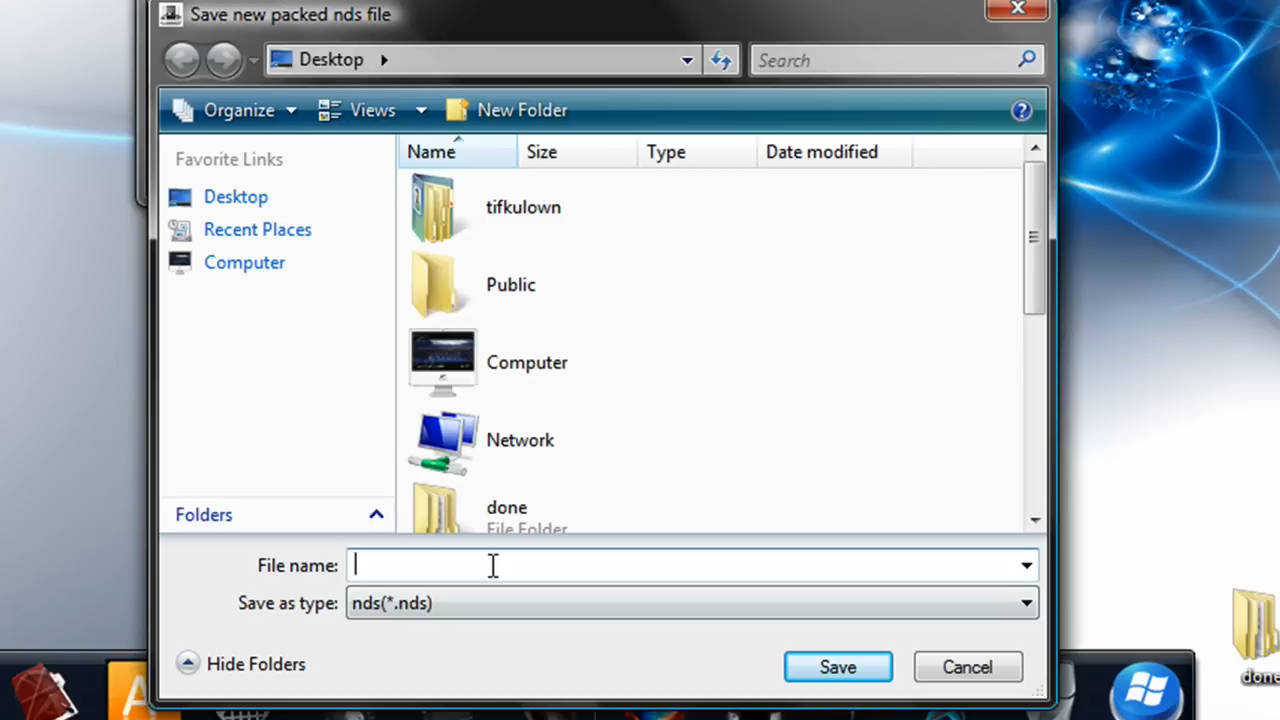 Save new packed nds file
Desktop
Search
Organize
Views
New Folder
Favorite Links
Desktop
Recent Places
Computer
Folders
Name
Size
Type
Date modified
tifkulown
Public
Computer
Network
done
File Folder
File name:
Save as type:
nds(*.nds)
Hide Folders
Save
Cancel
done